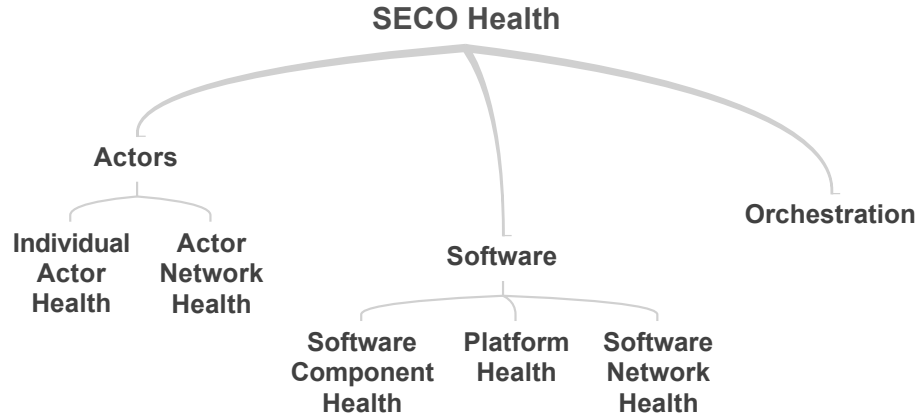 SECO Health
Actors
Individual
Actor
Health
Actor
Network
Health
Orchestration
Software
Software
Component
Health
Platform
Health
Software
Network
Health